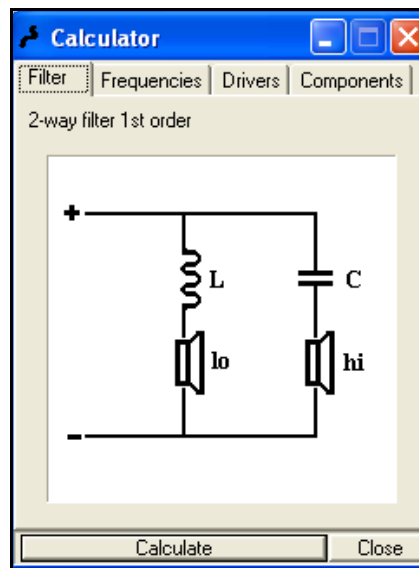 Calculator
Filter Frequencies Drivers Components
2-way filter 1st order
+
L C
lo hi
-
Calculate Close